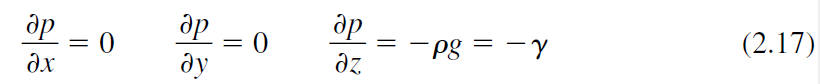 ∂p/∂x = 0 ∂p/∂y = 0 ∂p/∂z = −ρg = −γ (2.17)